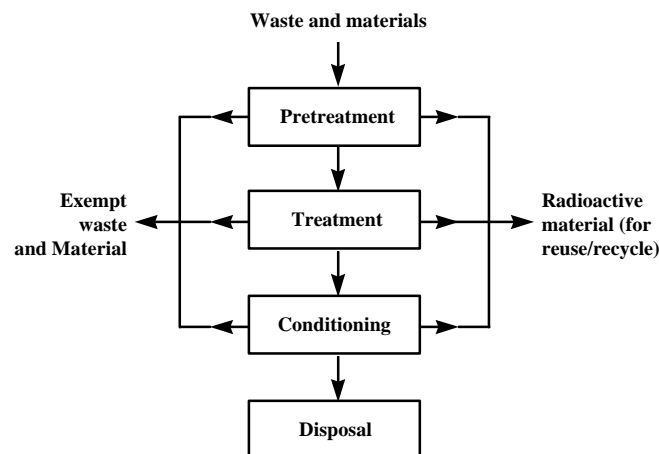 Waste and materials
Pretreatment
Exempt
waste
and Material
Treatment
Radioactive
material (for
reuse/recycle)
Conditioning
Disposal